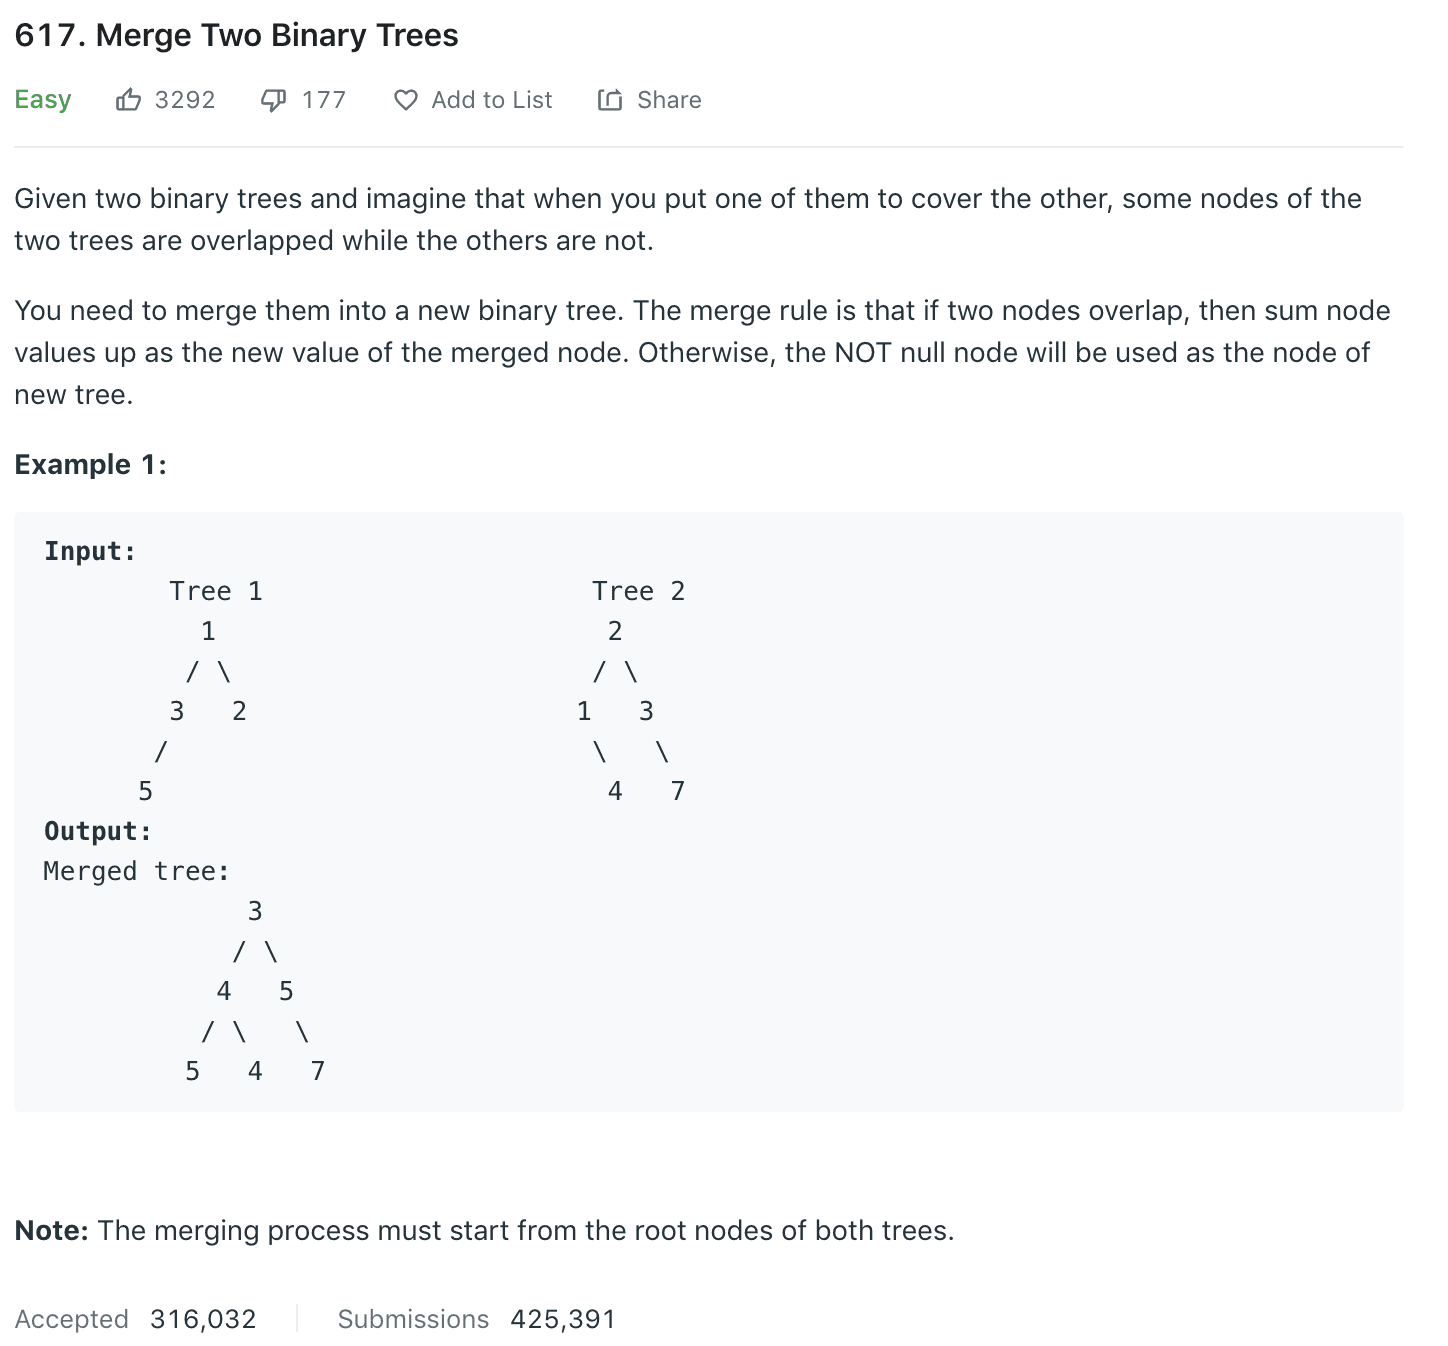 617. Merge Two Binary Trees
Easy 3292 177 Add to List Share
Given two binary trees and imagine that when you put one of them to cover the other, some nodes of the
two trees are overlapped while the others are not.
You need to merge them into a new binary tree. The merge rule is that if two nodes overlap, then sum node
values up as the new value of the merged node. Otherwise, the NOT null node will be used as the node of
new tree.
Example 1:
Input:
        Tree 1                     Tree 2
          1                         2
         / \                       / \
        3   2                     1   3
       /                           \   \
      5                             4   7
Output:
Merged tree:
             3
            / \
           4   5
          / \   \
         5   4   7
Note: The merging process must start from the root nodes of both trees.
Accepted 316,032 Submissions 425,391